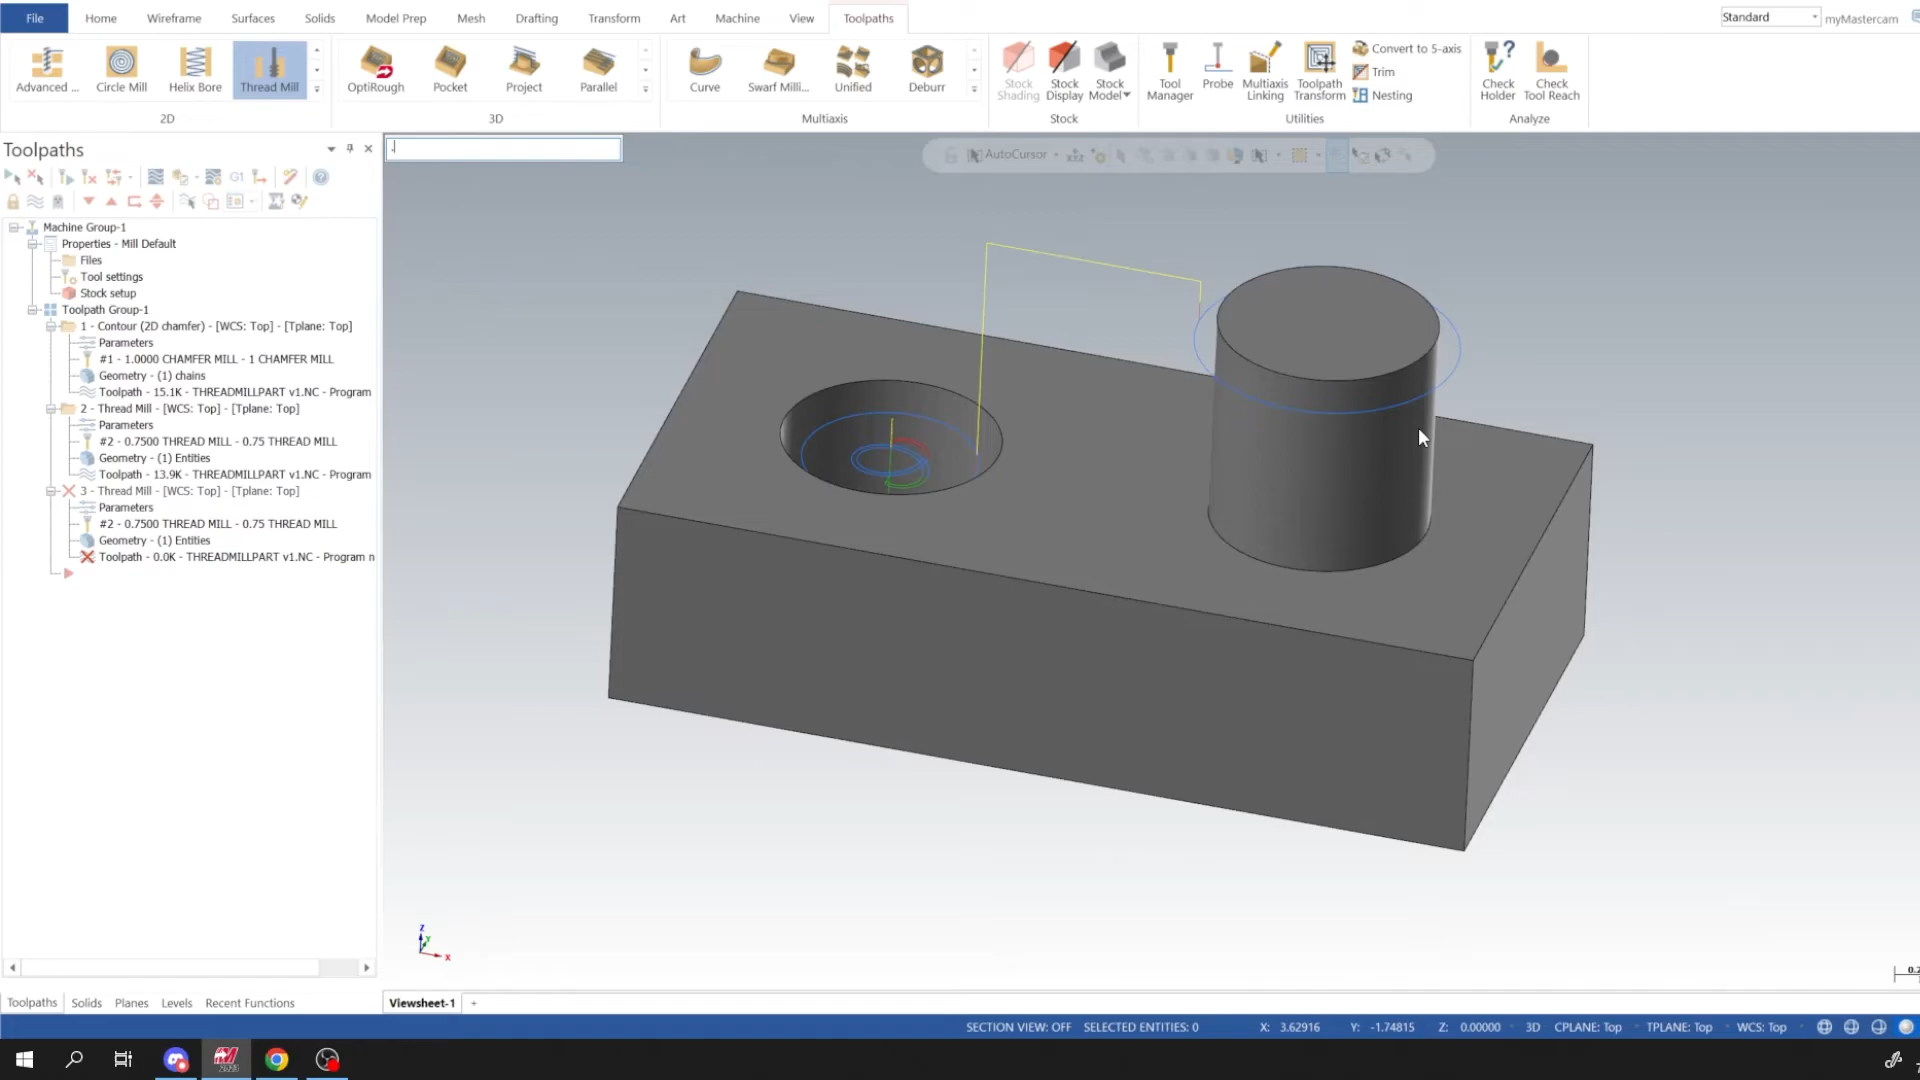 File Home Wireframe Surfaces Solids Model Prep Mesh Drafting Transform Art Machine View Toolpaths Standard myMastercam
Advanced ... Circle Mill Helix Bore Thread Mill OptiRough Pocket Project Parallel Curve Swarf Milli... Unified Deburr Stock Shading Stock Display Stock Model Tool Manager Probe Multiaxis Linking Toolpath Transform Convert to 5-axis Trim Nesting Check Holder Check Tool Reach
2D 3D Multiaxis Stock Utilities Analyze
Toolpaths
AutoCursor
G1
Machine Group-1
Properties - Mill Default
Files
Tool settings
Stock setup
Toolpath Group-1
1 - Contour (2D chamfer) - [WCS: Top] - [Tplane: Top]
Parameters
#1 - 1.0000 CHAMFER MILL - 1 CHAMFER MILL
Geometry - (1) chains
Toolpath - 15.1K - THREADMILLPART v1.NC - Program
2 - Thread Mill - [WCS: Top] - [Tplane: Top]
Parameters
#2 - 0.7500 THREAD MILL - 0.75 THREAD MILL
Geometry - (1) Entities
Toolpath - 13.9K - THREADMILLPART v1.NC - Program
3 - Thread Mill - [WCS: Top] - [Tplane: Top]
Parameters
#2 - 0.7500 THREAD MILL - 0.75 THREAD MILL
Geometry - (1) Entities
Toolpath - 0.0K - THREADMILLPART v1.NC - Program n
Z
Y
X
Toolpaths Solids Planes Levels Recent Functions Viewsheet-1 +
SECTION VIEW: OFF SELECTED ENTITIES: 0 X: 3.62916 Y: -1.74815 Z: 0.00000 3D CPLANE: Top TPLANE: Top WCS: Top